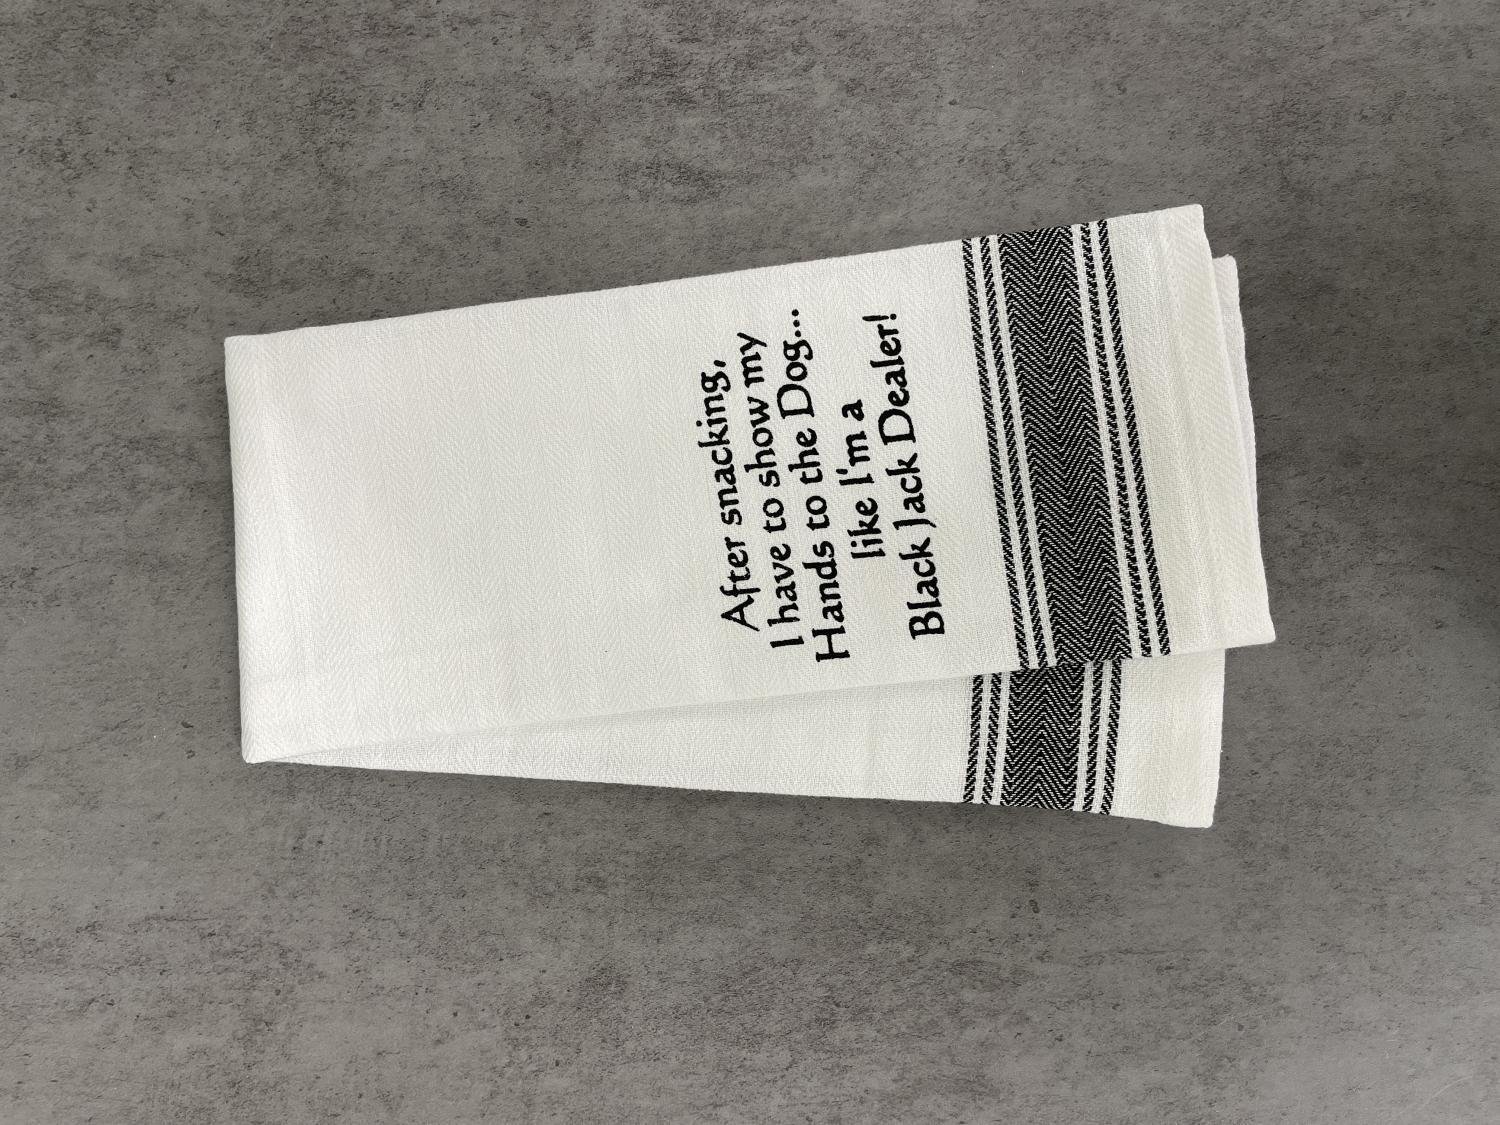 After snacking,
I have to show my
Hands to the Dog...
like I'm a
Black Jack Dealer!